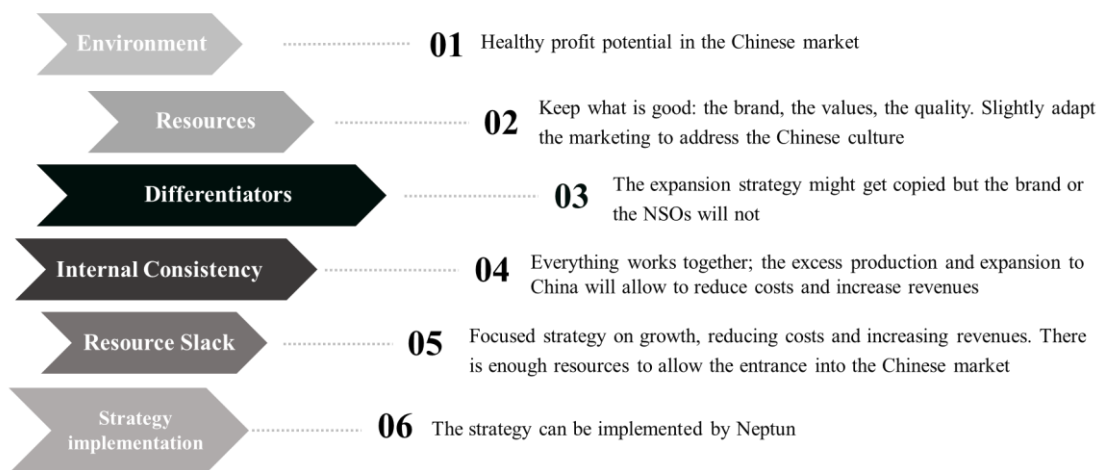 Environment
01
Healthy profit potential in the Chinese market
Resources
02
Keep what is good: the brand, the values, the quality. Slightly adapt
the marketing to address the Chinese culture
Differentiators
03
The expansion strategy might get copied but the brand or
the NSOs will not
Internal Consistency
04
Everything works together; the excess production and expansion to
China will allow to reduce costs and increase revenues
Resource Slack
05
Focused strategy on growth, reducing costs and increasing revenues. There
is enough resources to allow the entrance into the Chinese market
Strategy
implementation
06
The strategy can be implemented by Neptun